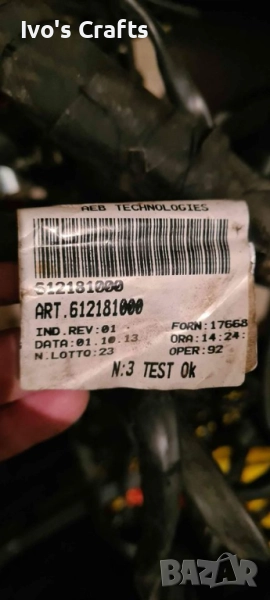 Ivo's Crafts
AEB TECHNOLOGIES
612181000
ART.612181000
IND.REV:01 FORN:17668
DATA:01.10.13 ORA:14:24:
N.LOTTO:23 OPER:92
N:3 TEST Ok
BAZAR